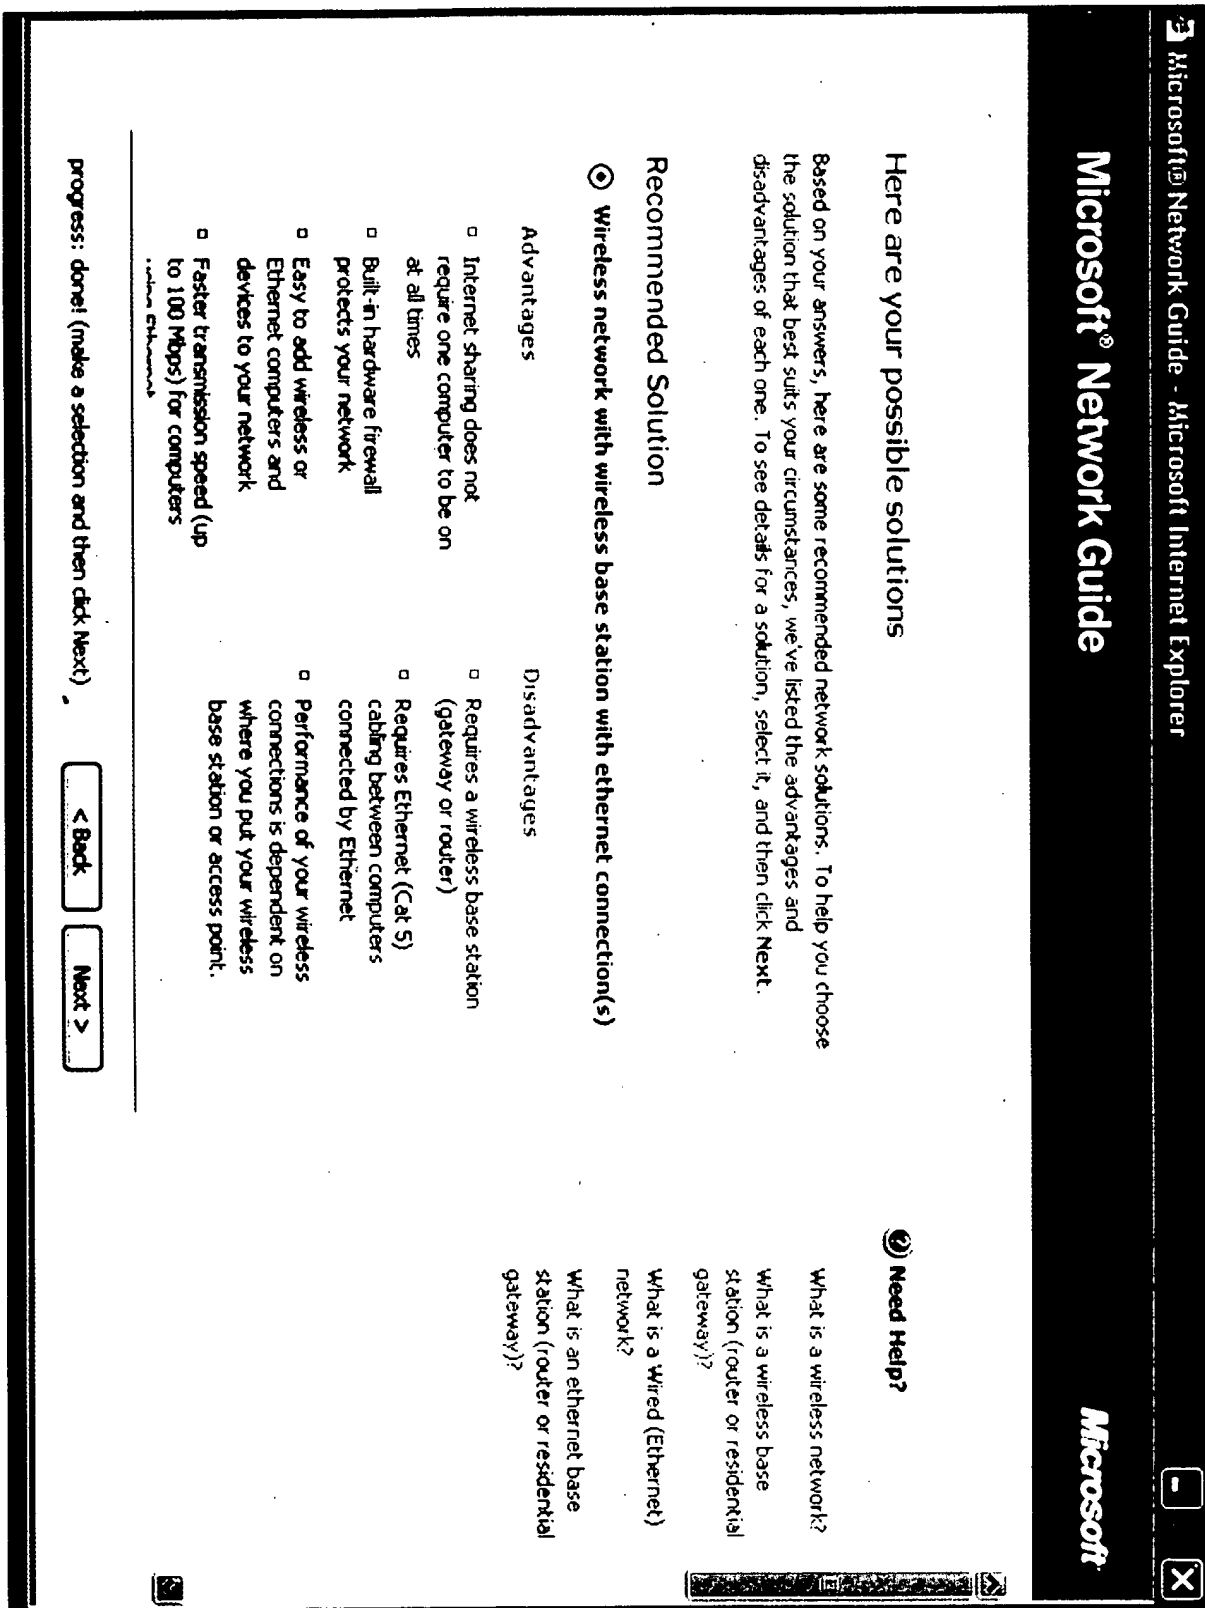 Microsoft® Network Guide - Microsoft Internet Explorer
Microsoft® Network Guide
Microsoft
Here are your possible solutions
Based on your answers, here are some recommended network solutions. To help you choose
the solution that best suits your circumstances, we've listed the advantages and
disadvantages of each one. To see details for a solution, select it, and then click Next.
Recommended Solution
Wireless network with wireless base station with ethernet connection(s)
Advantages
Internet sharing does not
require one computer to be on
at all times
Built-in hardware firewall
protects your network
Easy to add wireless or
Ethernet computers and
devices to your network
Faster transmission speed (up
to 100 Mbps) for computers
using Ethernet
Disadvantages
Requires a wireless base station
(gateway or router)
Requires Ethernet (Cat 5)
cabling between computers
connected by Ethernet
Performance of your wireless
connections is dependent on
where you put your wireless
base station or access point.
Need Help?
What is a wireless network?
What is a wireless base
station (router or residential
gateway)?
What is a Wired (Ethernet)
network?
What is an ethernet base
station (router or residential
gateway)?
progress: done! (make a selection and then click Next)
< Back
Next >